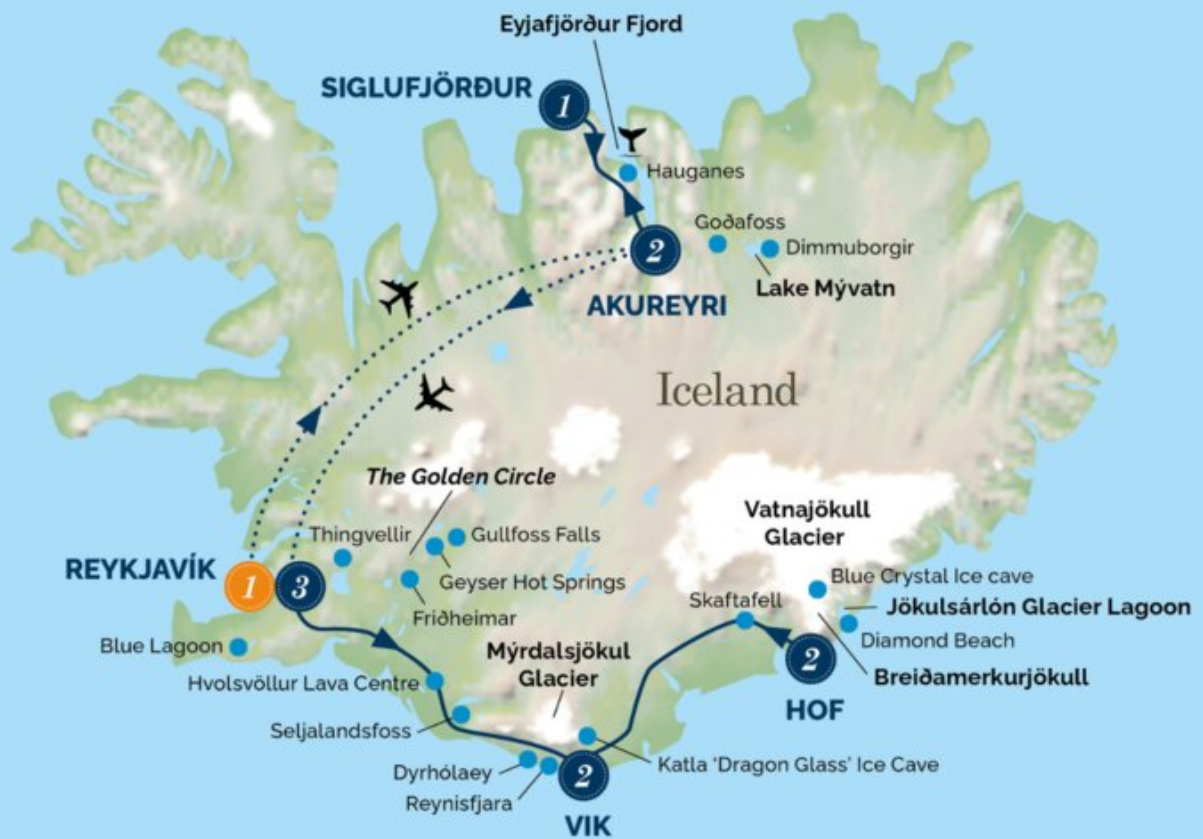 Eyjafjörður Fjord
SIGLUFJÖRÐUR
1
Hauganes
Goðafoss
2
Dimmuborgir
Lake Mývatn
AKUREYRI
Iceland
The Golden Circle
Vatnajökull
Glacier
Thingvellir
Gullfoss Falls
REYKJAVÍK
1
3
Geyser Hot Springs
Blue Crystal Ice cave
Friðheimar
Skaftafell
Jökulsárlón Glacier Lagoon
Blue Lagoon
Diamond Beach
Mýrdalsjökul
Glacier
2
Breiðamerkurjökull
Hvolsvöllur Lava Centre
HOF
Seljalandsfoss
Katla 'Dragon Glass' Ice Cave
Dyrhólaey
2
Reynisfjara
VIK